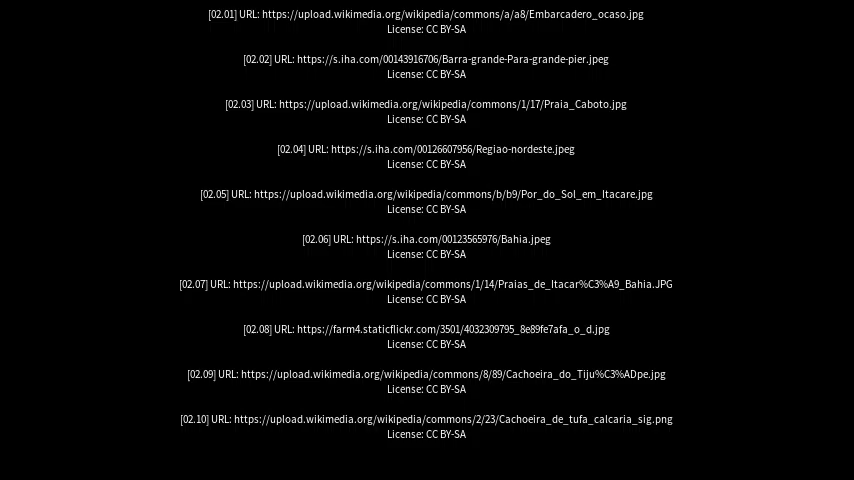 [02.01] URL: https://upload.wikimedia.org/wikipedia/commons/a/a8/Embarcadero_ocaso.jpg
License: CC BY-SA
[02.02] URL: https://s.iha.com/00143916706/Barra-grande-Para-grande-pier.jpeg
License: CC BY-SA
[02.03] URL: https://upload.wikimedia.org/wikipedia/commons/1/17/Praia_Caboto.jpg
License: CC BY-SA
[02.04] URL: https://s.iha.com/00126607956/Regiao-nordeste.jpeg
License: CC BY-SA
[02.05] URL: https://upload.wikimedia.org/wikipedia/commons/b/b9/Por_do_Sol_em_Itacare.jpg
License: CC BY-SA
[02.06] URL: https://s.iha.com/00123565976/Bahia.jpeg
License: CC BY-SA
[02.07] URL: https://upload.wikimedia.org/wikipedia/commons/1/14/Praias_de_Itacar%C3%A9_Bahia.JPG
License: CC BY-SA
[02.08] URL: https://farm4.staticflickr.com/3501/4032309795_8e89fe7afa_o_d.jpg
License: CC BY-SA
[02.09] URL: https://upload.wikimedia.org/wikipedia/commons/8/89/Cachoeira_do_Tiju%C3%ADpe.jpg
License: CC BY-SA
[02.10] URL: https://upload.wikimedia.org/wikipedia/commons/2/23/Cachoeira_de_tufa_calcaria_sig.png
License: CC BY-SA